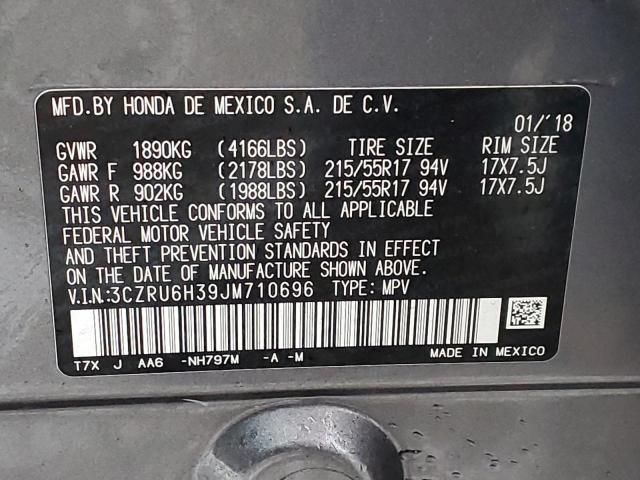 MFD.BY HONDA DE MEXICO S.A. DE C.V.
01/'18
GVWR 1890KG (4166LBS) TIRE SIZE RIM SIZE
GAWR F 988KG (2178LBS) 215/55R17 94V 17X7.5J
GAWR R 902KG (1988LBS) 215/55R17 94V 17X7.5J
THIS VEHICLE CONFORMS TO ALL APPLICABLE
FEDERAL MOTOR VEHICLE SAFETY
AND THEFT PREVENTION STANDARDS IN EFFECT
ON THE DATE OF MANUFACTURE SHOWN ABOVE.
V.I.N.:3CZRU6H39JM710696 TYPE: MPV
T7X J AA6 -NH797M -A -M MADE IN MEXICO